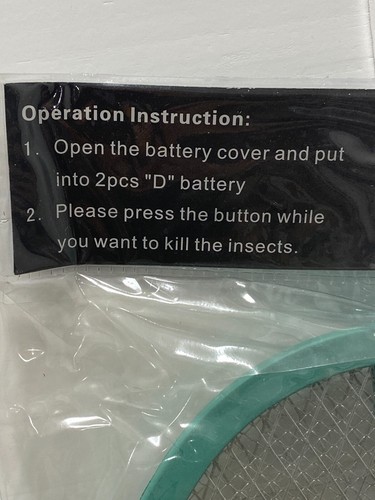 Operation Instruction:
1. Open the battery cover and put
into 2pcs "D" battery
2. Please press the button while
you want to kill the insects.